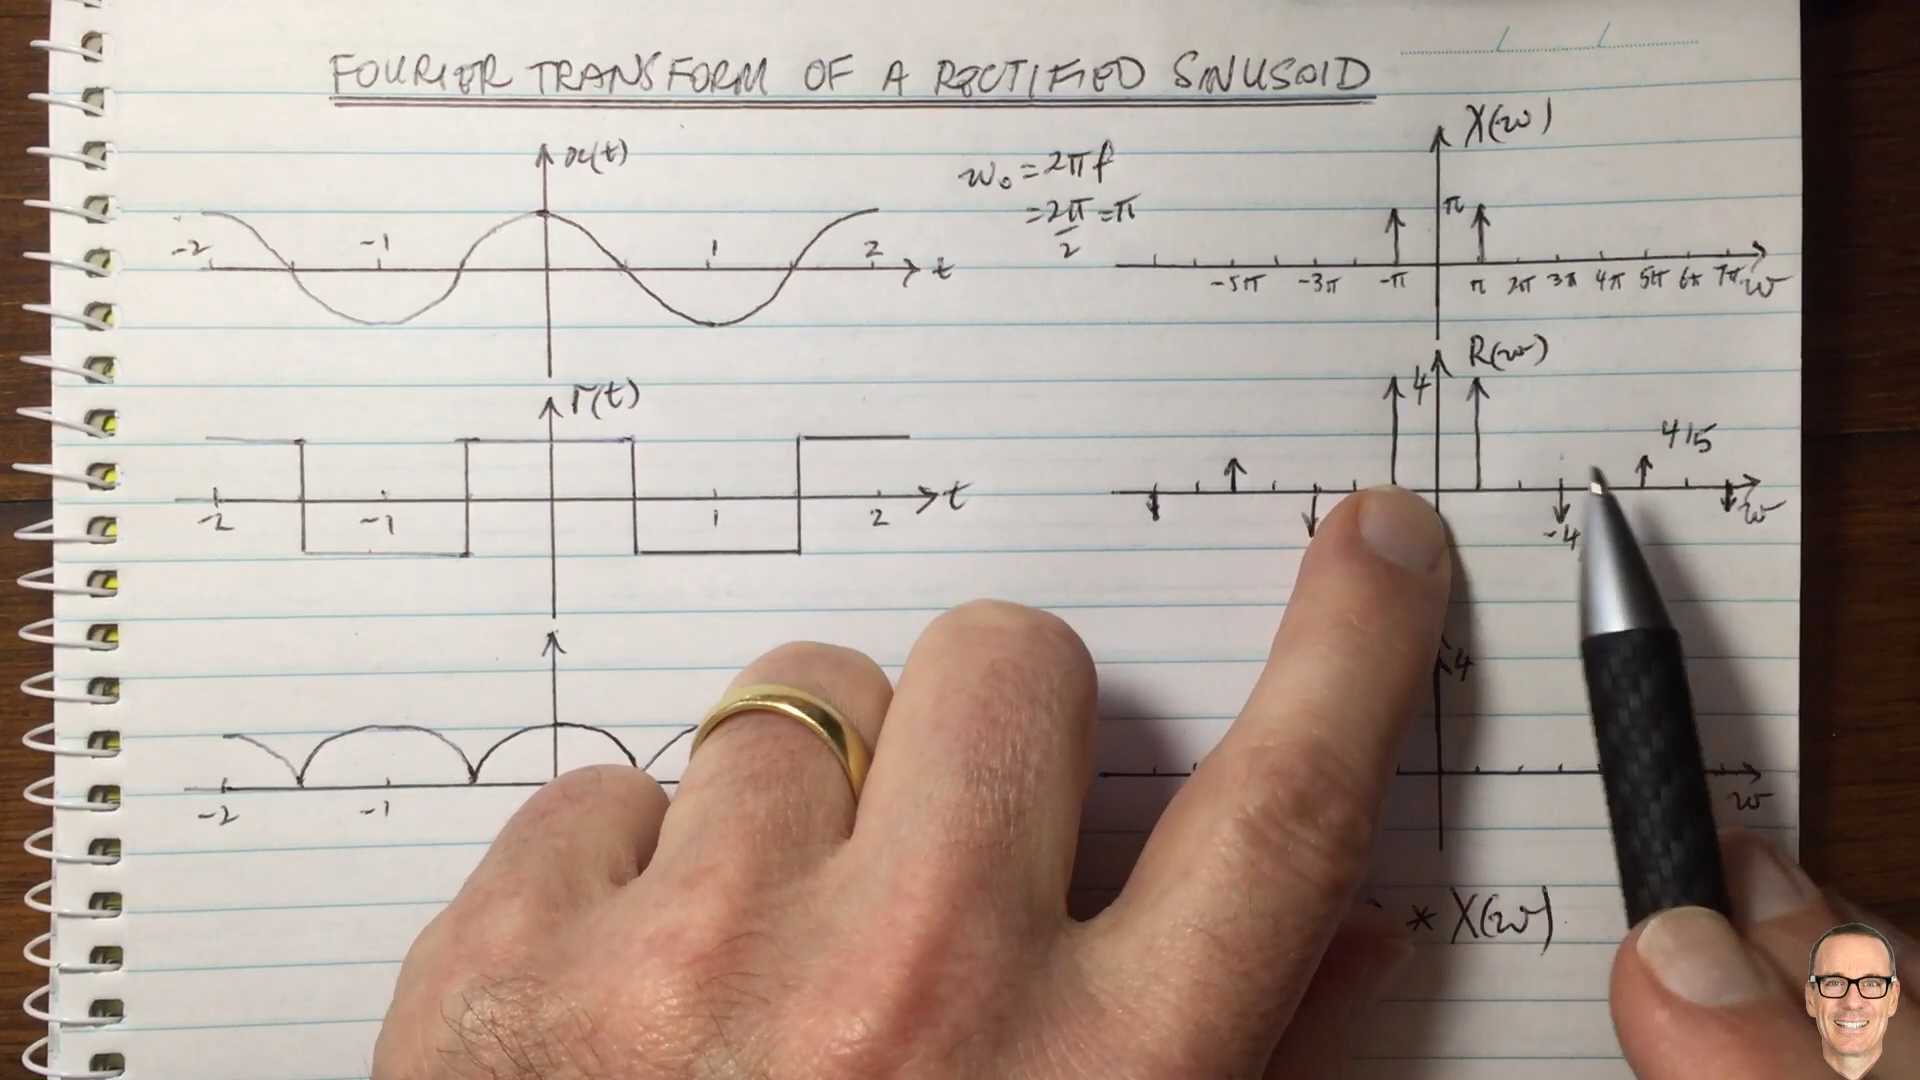 FOURIER TRANSFORM OF A RECTIFIED SINUSOID
x(t)
-2 -1 1 2 t
ω₀ = 2πf
= 2π/2 = π
X(ω)
π
-5π -3π -π π 2π 3π 4π 5π 6π 7π ω
r(t)
-2 -1 1 2 t
R(ω)
4
4/5
-4
ω
-2 -1
4
ω
* X(ω)